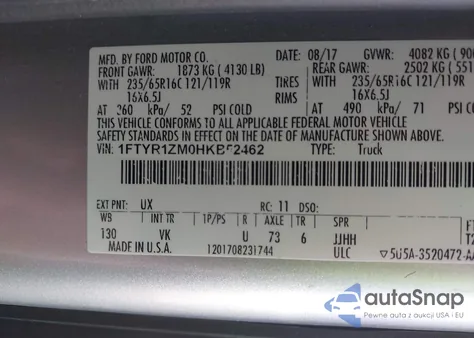 MFD. BY FORD MOTOR CO.
DATE: 08/17 GVWR: 4082 KG
FRONT GAWR: 1873 KG ( 4130 LB) REAR GAWR: 2502 KG
WITH 235/65R16C 121/119R TIRES 235/65R16C 121/119R
16X6.5J RIMS 16X6.5J
AT 360 kPa/ 52 PSI COLD AT 490 kPa/ 71 PSI COLD
THIS VEHICLE CONFORMS TO ALL APPLICABLE FEDERAL MOTOR VEHICLE
SAFETY STANDARDS IN EFFECT ON THE DATE OF MANUFACTURE SHOWN ABOVE.
VIN: TYPE: Truck
EXT PNT: UX RC: 11 DSO:
WB INT TR TP/PS R AXLE TR SPR
130 VK U 73 6 JJHH
MADE IN U.S.A. 1201708231744 ULC
autoSnap
Pewne auta z aukcji USA i EU